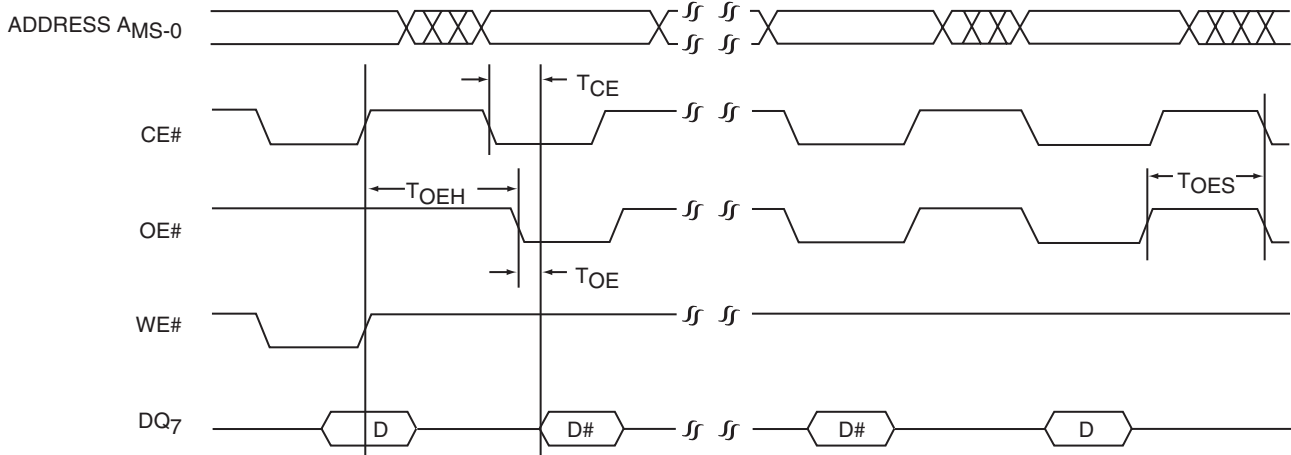 ADDRESS AMS-0
TCE
CE#
TOEH
TOES
OE#
TOE
WE#
DQ7
D
D#
D#
D